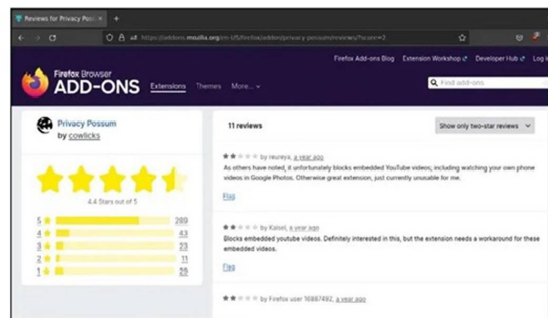 Reviews for Privacy Possu
https://addons.mozilla.org/en-US/firefox/addon/privacy-possum/reviews/?score=2
Firefox Add-ons Blog Extension Workshop Developer Hub Log in
Firefox Browser
ADD-ONS Extensions Themes More...
Find add-ons
Privacy Possum
by cowlicks
4.4 Stars out of 5
5 289
4 43
3 23
2 11
1 26
11 reviews
Show only two-star reviews
by reureya, a year ago
As others have noted, it unfortunately blocks embedded YouTube videos, including watching your own phone
videos in Google Photos. Otherwise great extension, just currently unusable for me.
Flag
by Kaisel, a year ago
Blocks embedded youtube videos. Definitely interested in this, but the extension needs a workaround for these
embedded videos.
Flag
by Firefox user 16887492, a year ago